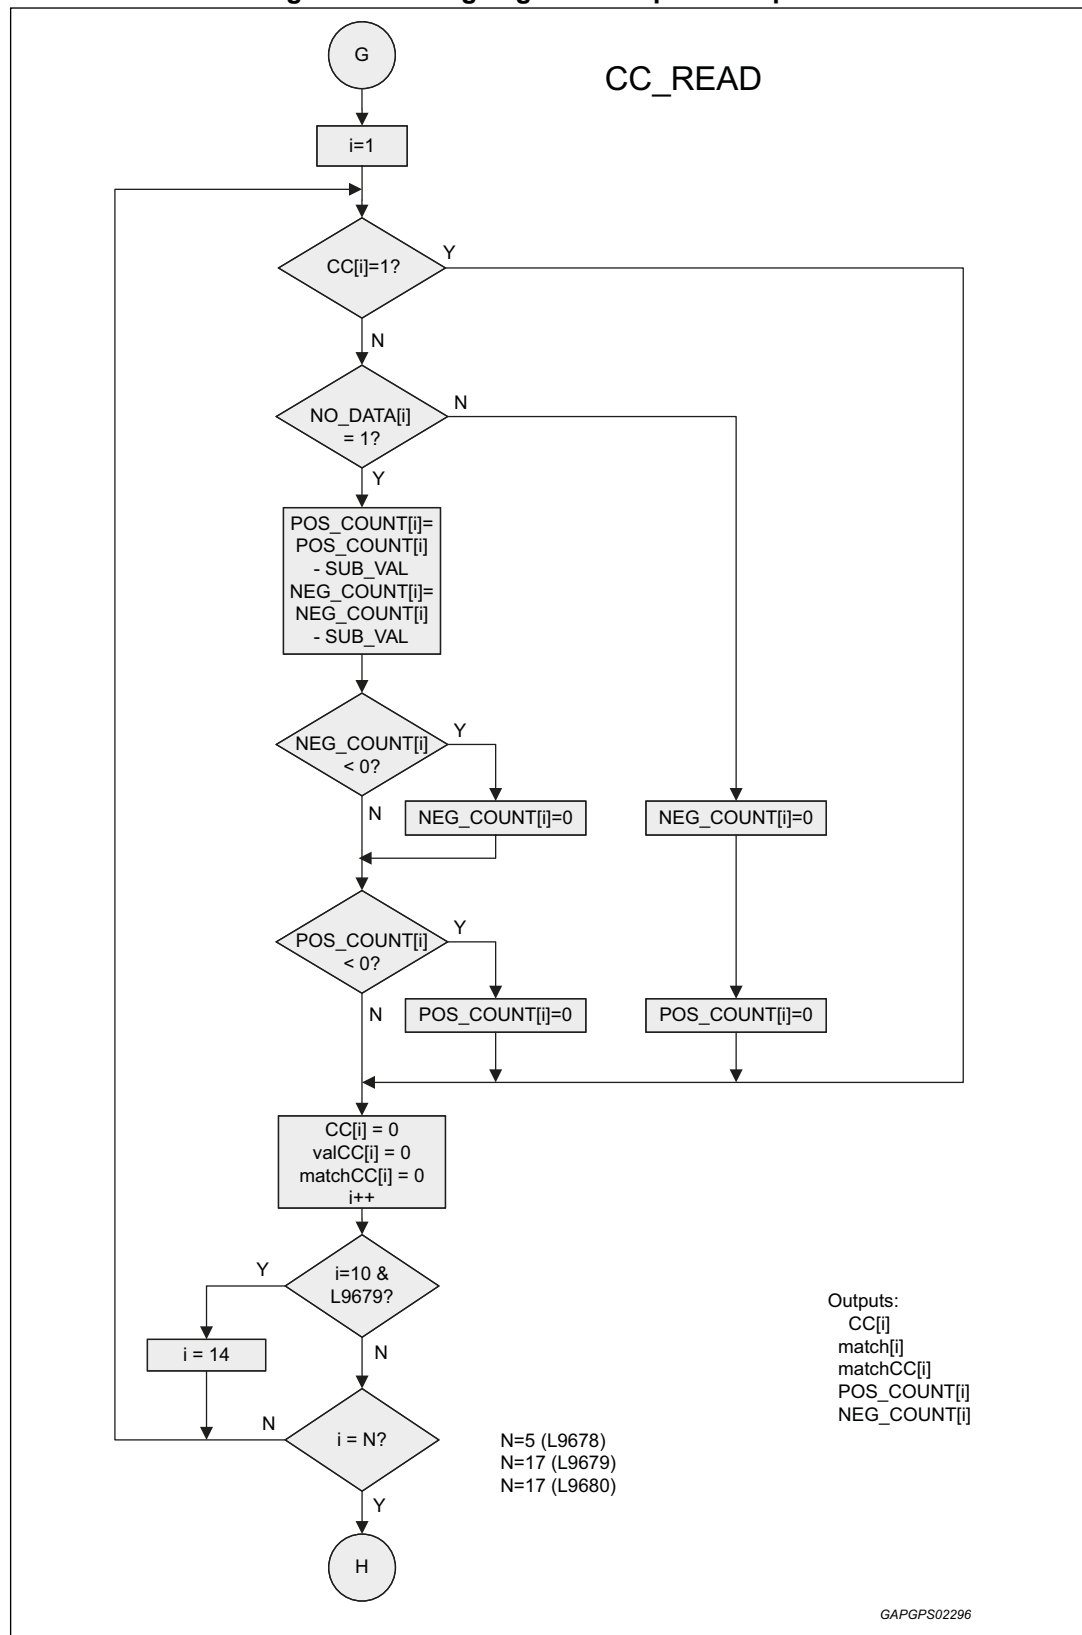 G
CC_READ
i=1
CC[i]=1?
Y
N
NO_DATA[i]
= 1?
N
Y
POS_COUNT[i]=
POS_COUNT[i]
- SUB_VAL
NEG_COUNT[i]=
NEG_COUNT[i]
- SUB_VAL
NEG_COUNT[i]
< 0?
Y
N
NEG_COUNT[i]=0
NEG_COUNT[i]=0
POS_COUNT[i]
< 0?
Y
N
POS_COUNT[i]=0
POS_COUNT[i]=0
CC[i] = 0
valCC[i] = 0
matchCC[i] = 0
i++
i=10 &
L9679?
Y
N
i = 14
i = N?
N
Y
N=5 (L9678)
N=17 (L9679)
N=17 (L9680)
Outputs:
CC[i]
match[i]
matchCC[i]
POS_COUNT[i]
NEG_COUNT[i]
H
GAPGPS02296